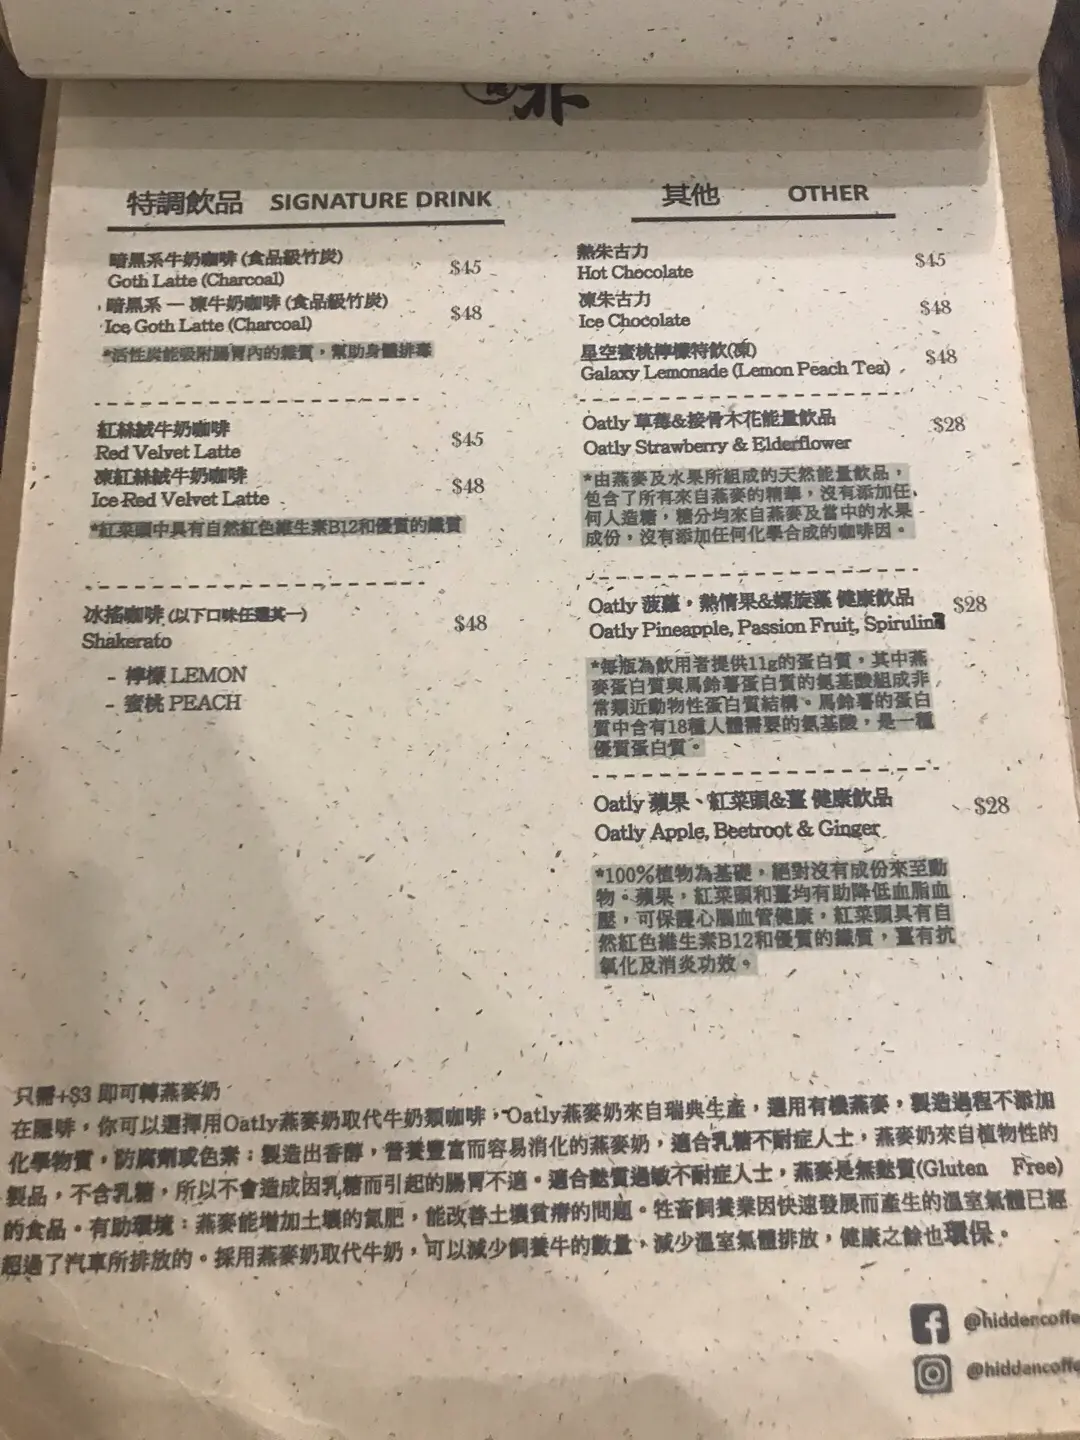 啡
特調飲品 SIGNATURE DRINK
暗黑系牛奶咖啡 (食品級竹炭)
Goth Latte (Charcoal) $45
暗黑系 — 凍牛奶咖啡 (食品級竹炭)
Ice Goth Latte (Charcoal) $48
*活性炭能吸附腸胃內的雜質，幫助身體排毒
紅絲絨牛奶咖啡
Red Velvet Latte $45
凍紅絲絨牛奶咖啡
Ice Red Velvet Latte $48
*紅菜頭中具有自然紅色維生素B12和優質的鐵質
冰搖咖啡 (以下口味任選其一)
Shakerato $48
- 檸檬 LEMON
- 蜜桃 PEACH
其他 OTHER
熱朱古力
Hot Chocolate $45
凍朱古力
Ice Chocolate $48
星空蜜桃檸檬特飲(凍)
Galaxy Lemonade (Lemon Peach Tea) $48
Oatly 草莓&接骨木花能量飲品 $28
Oatly Strawberry & Elderflower
*由燕麥及水果所組成的天然能量飲品，
包含了所有來自燕麥的精華，沒有添加任
何人造糖，糖分均來自燕麥及當中的水果
成份，沒有添加任何化學合成的咖啡因。
Oatly 菠蘿，熱情果&螺旋藻 健康飲品 $28
Oatly Pineapple, Passion Fruit, Spirulina
*每瓶為飲用者提供11g的蛋白質，其中燕
麥蛋白質與馬鈴薯蛋白質的氨基酸組成非
常類近動物性蛋白質結構。馬鈴薯的蛋白
質中含有18種人體需要的氨基酸，是一種
優質蛋白質。
Oatly 蘋果、紅菜頭&薑 健康飲品 $28
Oatly Apple, Beetroot & Ginger
*100%植物為基礎，絕對沒有成份來至動
物。蘋果，紅菜頭和薑均有助降低血脂血
壓，可保護心腦血管健康，紅菜頭具有自
然紅色維生素B12和優質的鐵質，薑有抗
氧化及消炎功效。
只需+$3 即可轉燕麥奶
在隱啡，你可以選擇用Oatly燕麥奶取代牛奶類咖啡，Oatly燕麥奶來自瑞典生產，選用有機燕麥，製造過程不添加
化學物質，防腐劑或色素；製造出香醇，營養豐富而容易消化的燕麥奶，適合乳糖不耐症人士，燕麥奶來自植物性的
製品，不含乳糖，所以不會造成因乳糖而引起的腸胃不適。適合麩質過敏不耐症人士，燕麥是無麩質(Gluten Free)
的食品。有助環境：燕麥能增加土壤的氮肥，能改善土壤貧瘠的問題。牲畜飼養業因快速發展而產生的溫室氣體已經
超過了汽車所排放的。採用燕麥奶取代牛奶，可以減少飼養牛的數量，減少溫室氣體排放，健康之餘也環保。
@hiddencoffe
@hiddancoffe